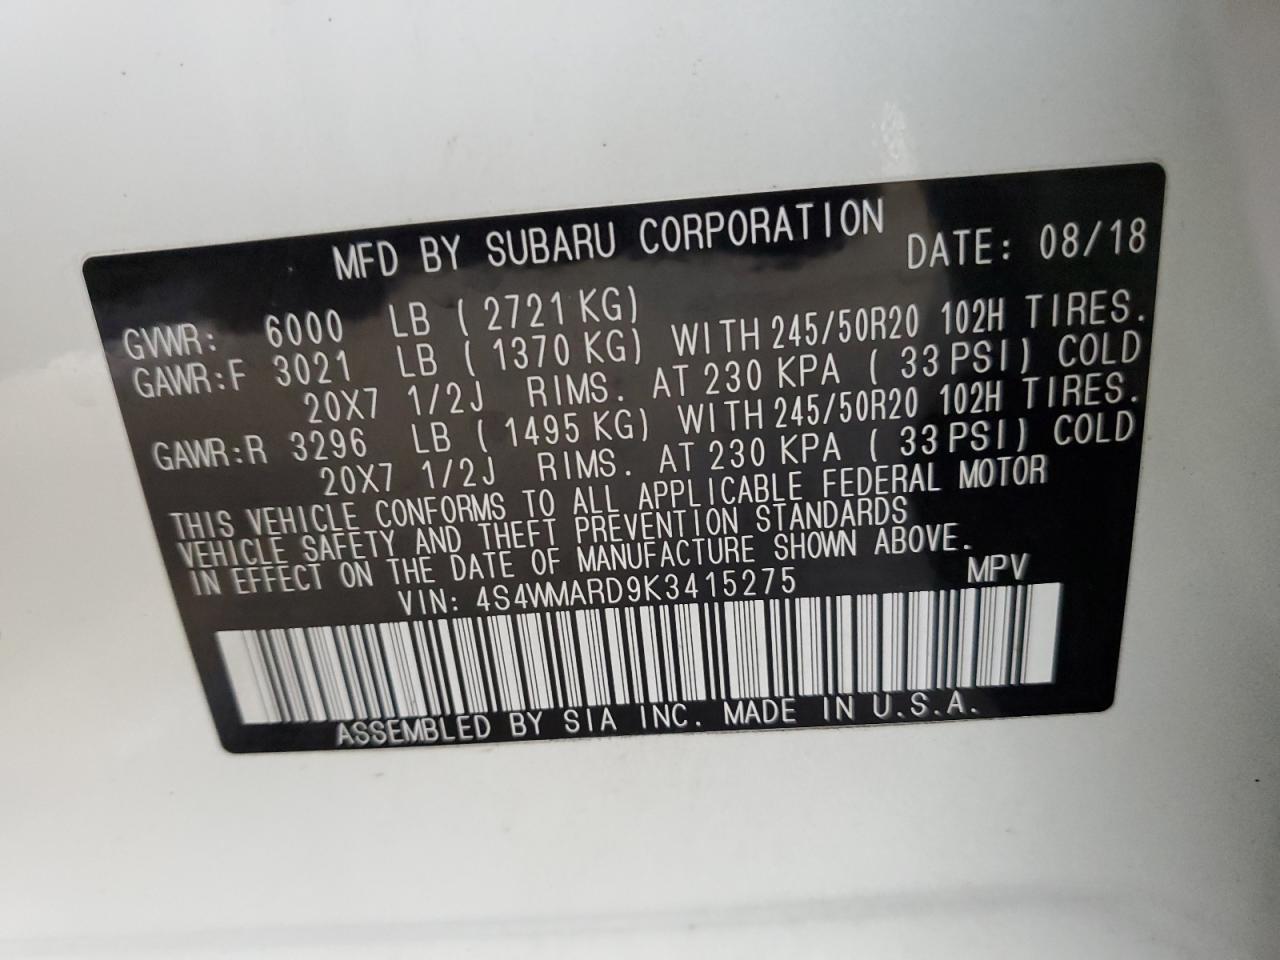 MFD BY SUBARU CORPORATION DATE: 08/18
GVWR: 6000 LB ( 2721 KG)
GAWR:F 3021 LB ( 1370 KG) WITH 245/50R20 102H TIRES.
20X7 1/2J RIMS. AT 230 KPA ( 33 PSI) COLD
GAWR:R 3296 LB ( 1495 KG) WITH 245/50R20 102H TIRES.
20X7 1/2J RIMS. AT 230 KPA ( 33 PSI) COLD
THIS VEHICLE CONFORMS TO ALL APPLICABLE FEDERAL MOTOR
VEHICLE SAFETY AND THEFT PREVENTION STANDARDS
IN EFFECT ON THE DATE OF MANUFACTURE SHOWN ABOVE.
VIN: 4S4WMARD9K3415275 MPV
ASSEMBLED BY SIA INC. MADE IN U.S.A.